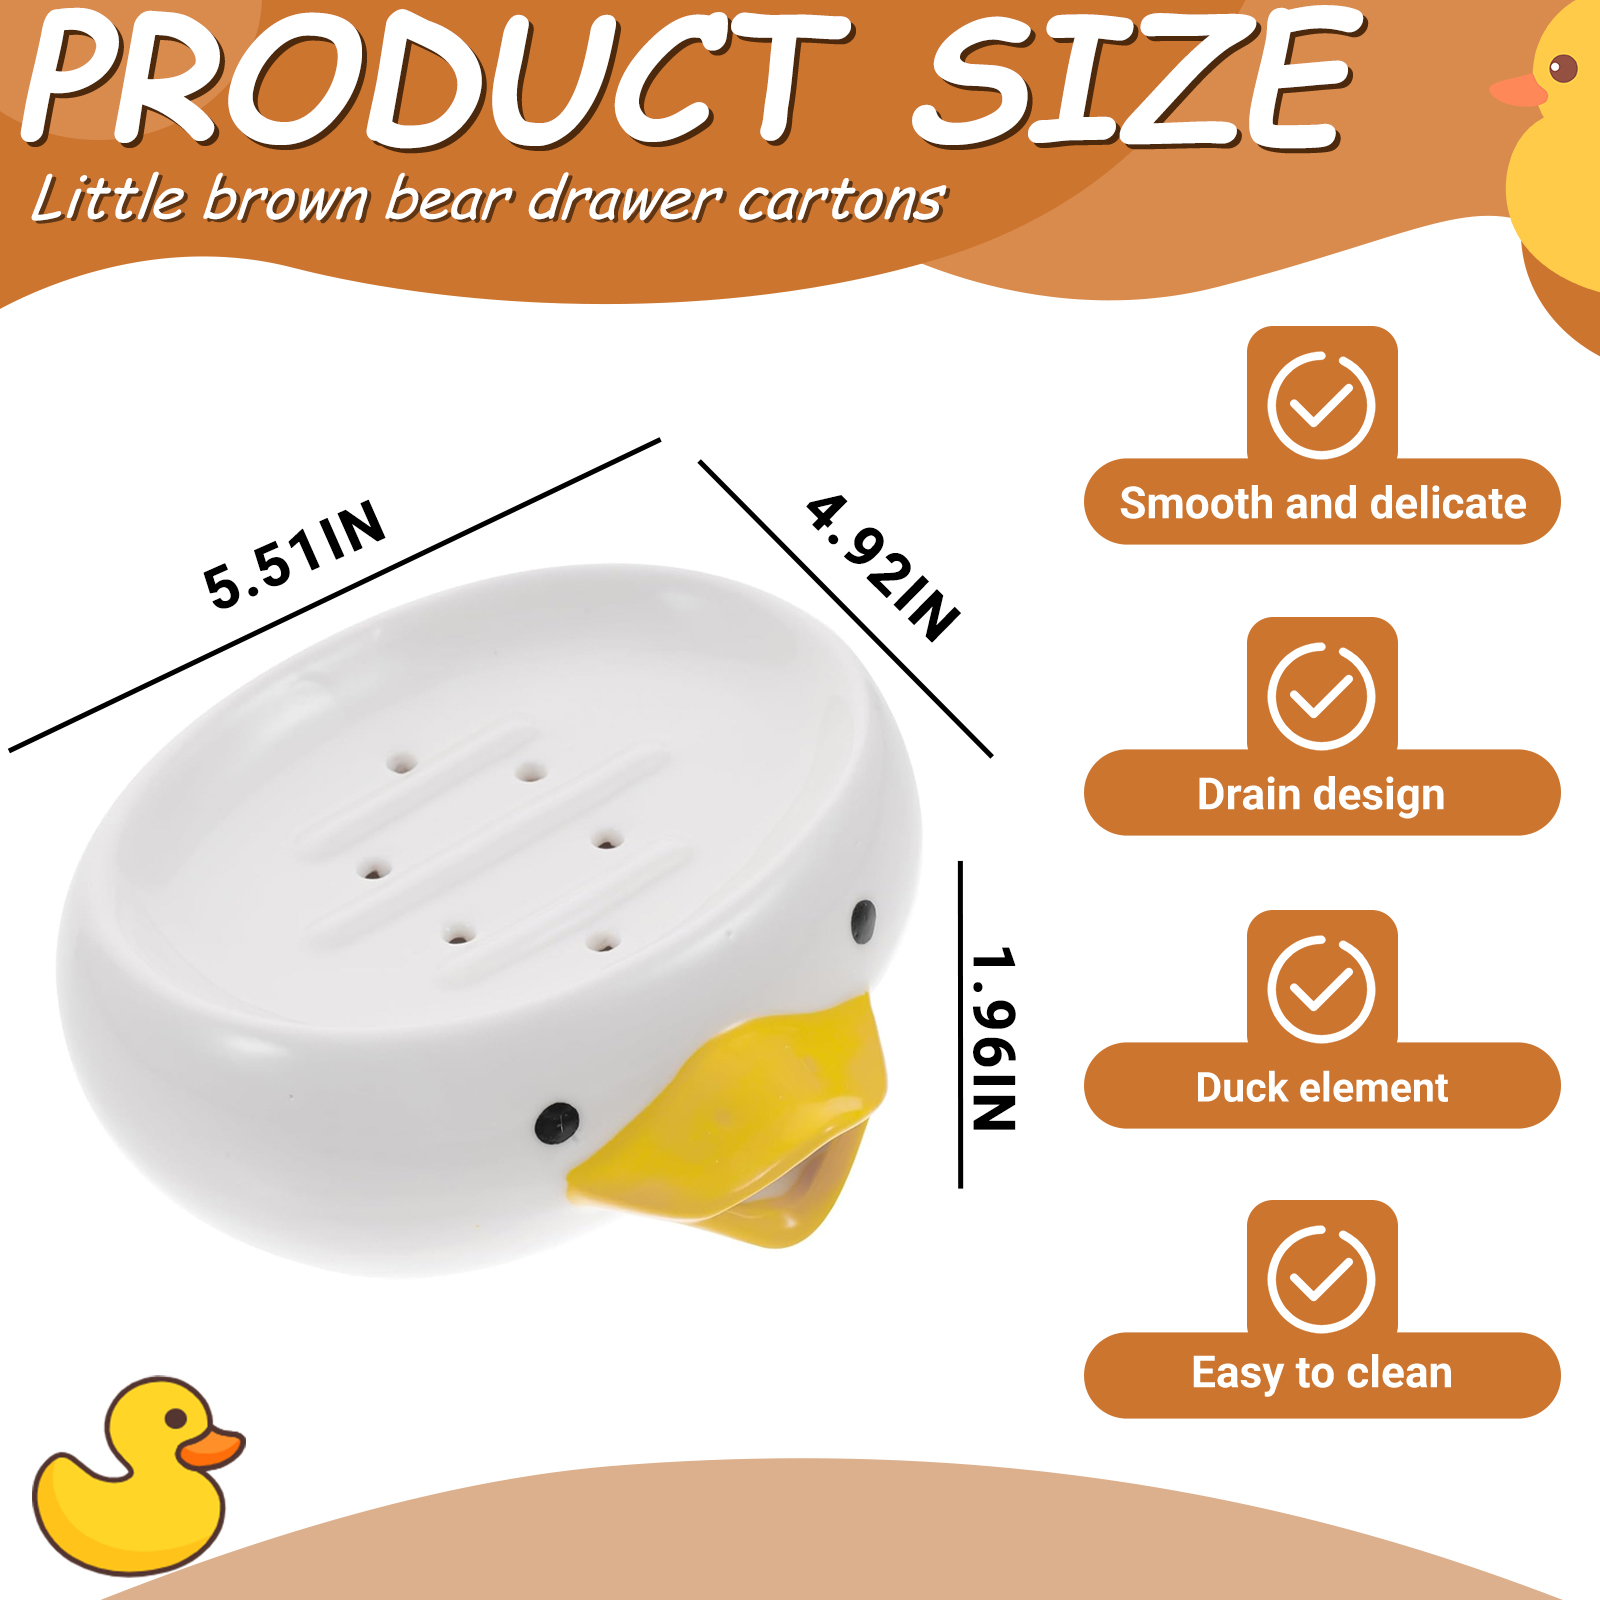 PRODUCT SIZE
Little brown bear drawer cartons
5.51IN
4.92IN
1.96IN
Smooth and delicate
Drain design
Duck element
Easy to clean